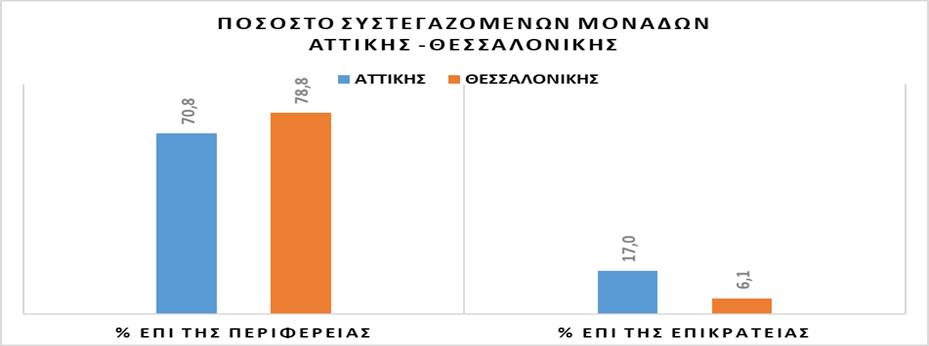 ΠΟΣΟΣΤΟ ΣΥΣΤΕΓΑΖΟΜΕΝΩΝ ΜΟΝΑΔΩΝ
ΑΤΤΙΚΗΣ -ΘΕΣΣΑΛΟΝΙΚΗΣ
ΑΤΤΙΚΗΣ ΘΕΣΣΑΛΟΝΙΚΗΣ
70,8
78,8
17,0
6,1
% ΕΠΙ ΤΗΣ ΠΕΡΙΦΕΡΕΙΑΣ
% ΕΠΙ ΤΗΣ ΕΠΙΚΡΑΤΕΙΑΣ